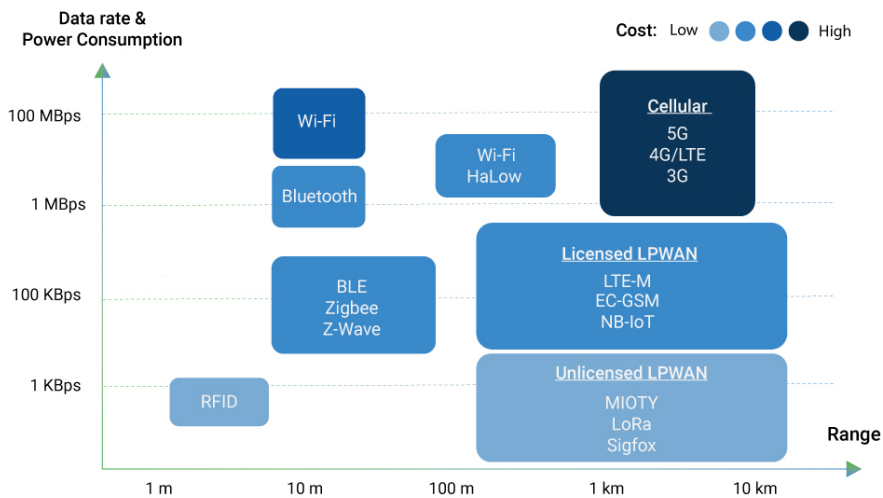 Data rate &
Power Consumption
Cost: Low High
100 MBps
1 MBps
100 KBps
1 KBps
Wi-Fi
Bluetooth
Wi-Fi
HaLow
Cellular
5G
4G/LTE
3G
BLE
Zigbee
Z-Wave
Licensed LPWAN
LTE-M
EC-GSM
NB-IoT
RFID
Unlicensed LPWAN
MIOTY
LoRa
Sigfox
Range
1 m 10 m 100 m 1 km 10 km